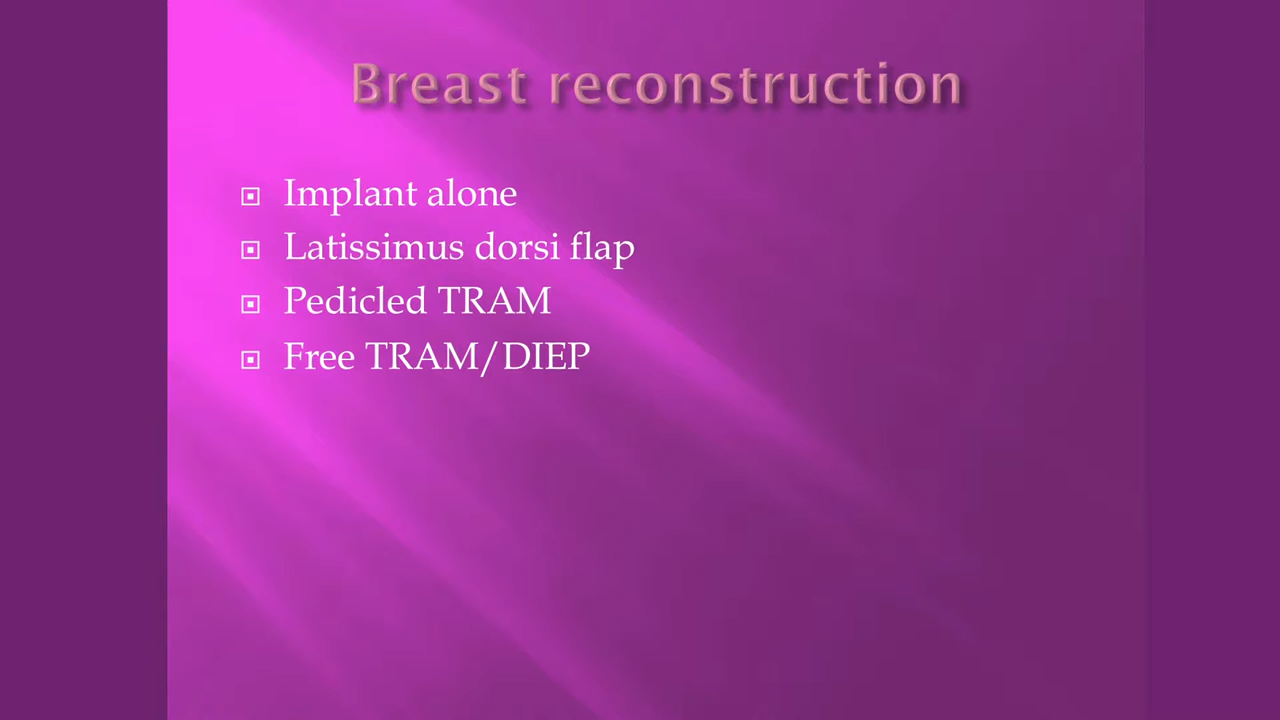 Breast reconstruction
Implant alone
Latissimus dorsi flap
Pedicled TRAM
Free TRAM/DIEP